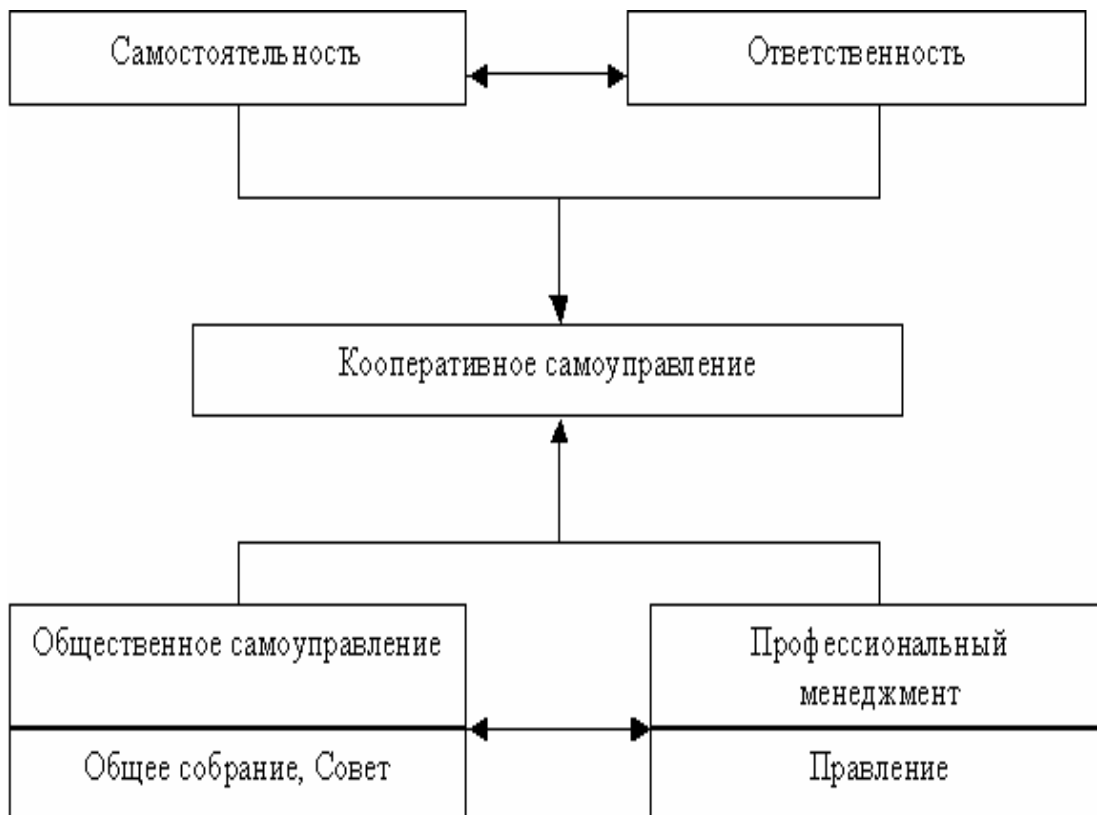 Самостоятельность
Ответственность
Кооперативное самоуправление
Общественное самоуправление
Профессиональный
менеджмент
Общее собрание, Совет
Правление